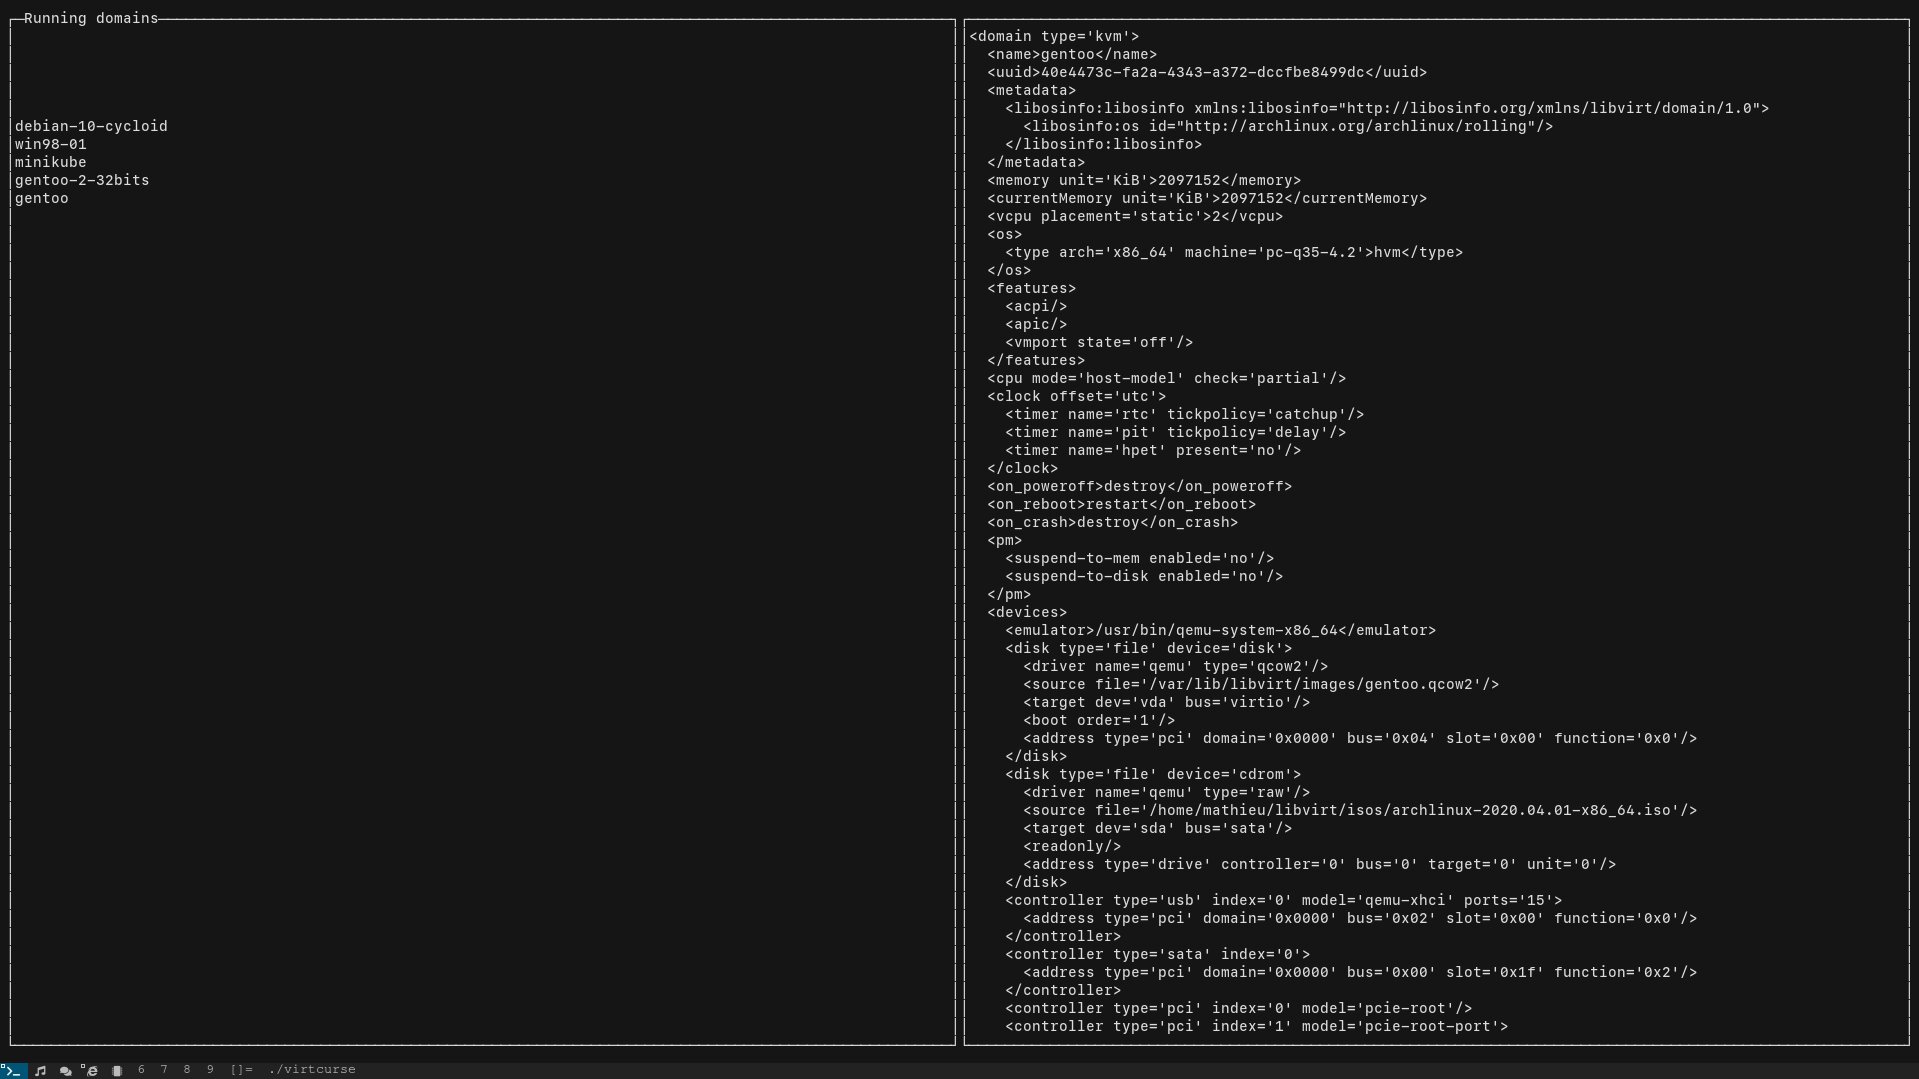 Running domains
debian-10-cycloid
win98-01
minikube
gentoo-2-32bits
gentoo
<domain type='kvm'>
  <name>gentoo</name>
  <uuid>40e4473c-fa2a-4343-a372-dccfbe8499dc</uuid>
  <metadata>
    <libosinfo:libosinfo xmlns:libosinfo="http://libosinfo.org/xmlns/libvirt/domain/1.0">
      <libosinfo:os id="http://archlinux.org/archlinux/rolling"/>
    </libosinfo:libosinfo>
  </metadata>
  <memory unit='KiB'>2097152</memory>
  <currentMemory unit='KiB'>2097152</currentMemory>
  <vcpu placement='static'>2</vcpu>
  <os>
    <type arch='x86_64' machine='pc-q35-4.2'>hvm</type>
  </os>
  <features>
    <acpi/>
    <apic/>
    <vmport state='off'/>
  </features>
  <cpu mode='host-model' check='partial'/>
  <clock offset='utc'>
    <timer name='rtc' tickpolicy='catchup'/>
    <timer name='pit' tickpolicy='delay'/>
    <timer name='hpet' present='no'/>
  </clock>
  <on_poweroff>destroy</on_poweroff>
  <on_reboot>restart</on_reboot>
  <on_crash>destroy</on_crash>
  <pm>
    <suspend-to-mem enabled='no'/>
    <suspend-to-disk enabled='no'/>
  </pm>
  <devices>
    <emulator>/usr/bin/qemu-system-x86_64</emulator>
    <disk type='file' device='disk'>
      <driver name='qemu' type='qcow2'/>
      <source file='/var/lib/libvirt/images/gentoo.qcow2'/>
      <target dev='vda' bus='virtio'/>
      <boot order='1'/>
      <address type='pci' domain='0x0000' bus='0x04' slot='0x00' function='0x0'/>
    </disk>
    <disk type='file' device='cdrom'>
      <driver name='qemu' type='raw'/>
      <source file='/home/mathieu/libvirt/isos/archlinux-2020.04.01-x86_64.iso'/>
      <target dev='sda' bus='sata'/>
      <readonly/>
      <address type='drive' controller='0' bus='0' target='0' unit='0'/>
    </disk>
    <controller type='usb' index='0' model='qemu-xhci' ports='15'>
      <address type='pci' domain='0x0000' bus='0x02' slot='0x00' function='0x0'/>
    </controller>
    <controller type='sata' index='0'>
      <address type='pci' domain='0x0000' bus='0x00' slot='0x1f' function='0x2'/>
    </controller>
    <controller type='pci' index='0' model='pcie-root'/>
    <controller type='pci' index='1' model='pcie-root-port'>
6 7 8 9 []= ./virtcurse